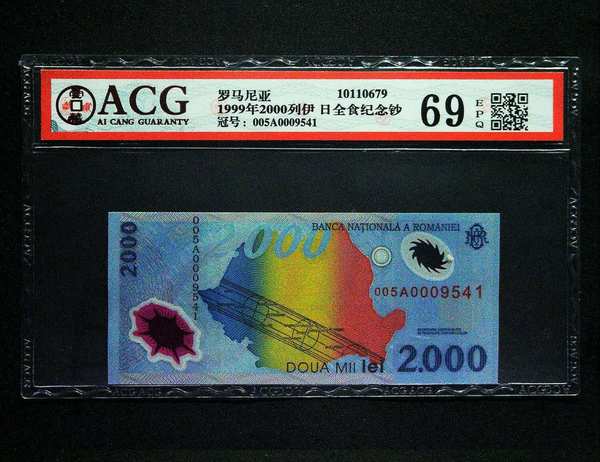 ACG
AI CANG GUARANTY
罗马尼亚 10110679
1999年2000列伊 日全食纪念钞
冠号：005A0009541
69
EPQ
2000
005A0009541
2000
BANCA NAȚIONALĂ A ROMÂNIEI
005A0009541
DOUA MII lei
2.000